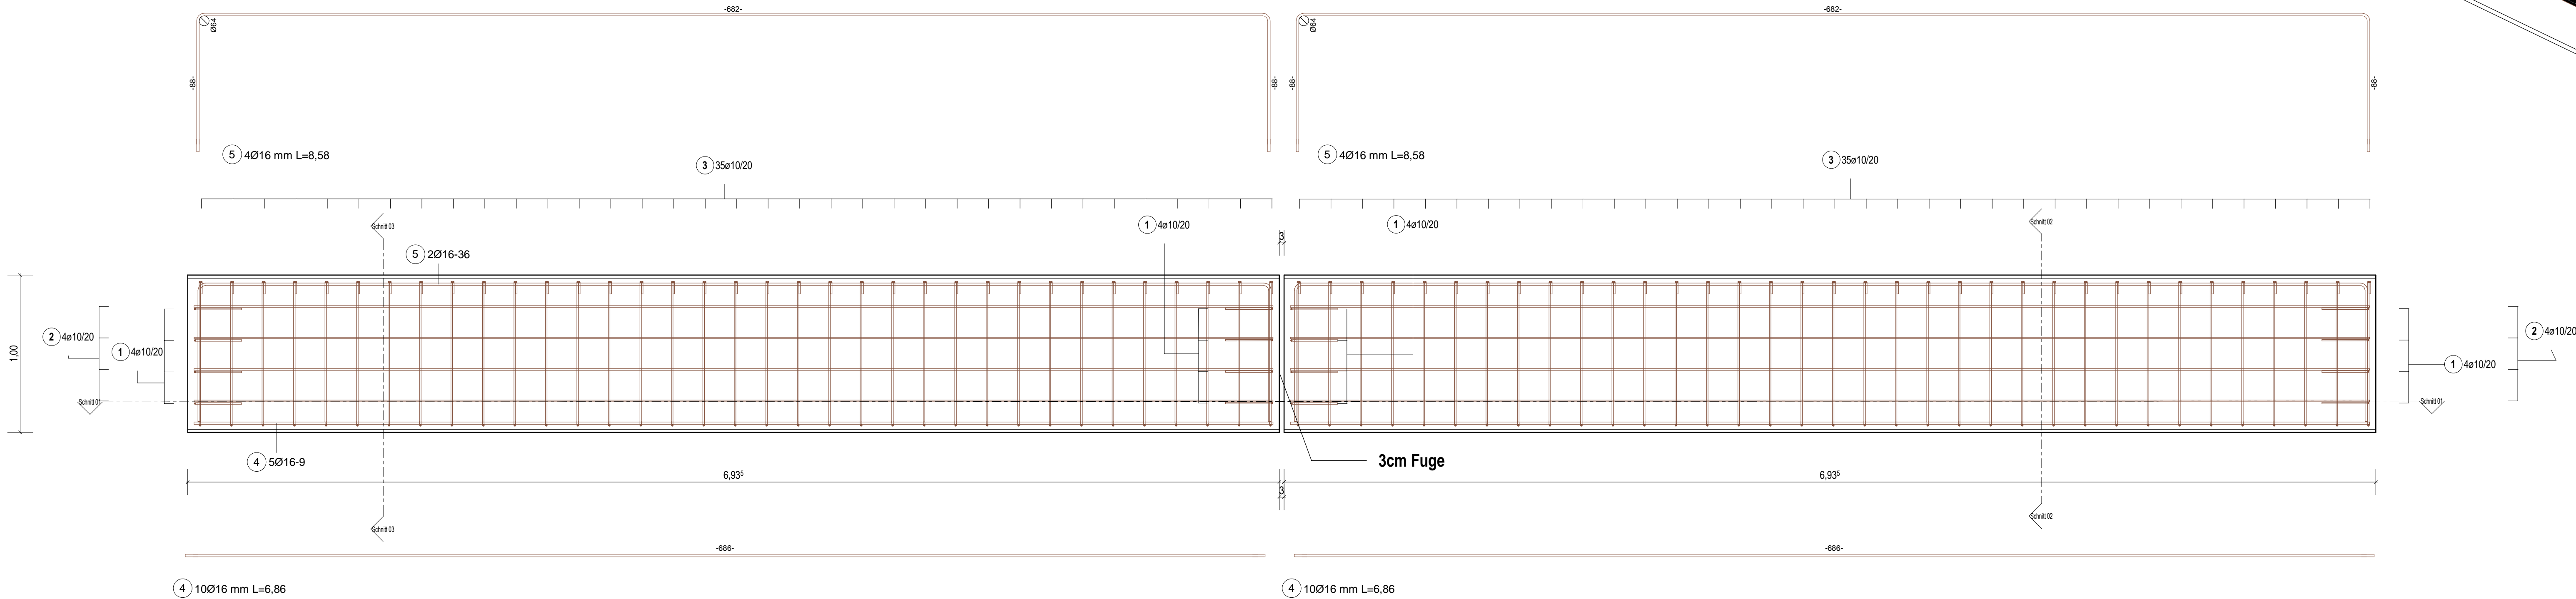 -682-
-682-
Ø64
Ø64
-88-
-88-
-88-
-88-
5 4Ø16 mm L=8,58
5 4Ø16 mm L=8,58
3 35ø10/20
3 35ø10/20
Schnitt 03
1 4ø10/20
3
1 4ø10/20
Schnitt 02
5 2Ø16-36
1,00
2 4ø10/20
1 4ø10/20
2 4ø10/20
1 4ø10/20
Schnitt 01
Schnitt 01
4 5Ø16-9
3cm Fuge
6,93⁵
3
6,93⁵
Schnitt 03
Schnitt 02
-686-
-686-
4 10Ø16 mm L=6,86
4 10Ø16 mm L=6,86